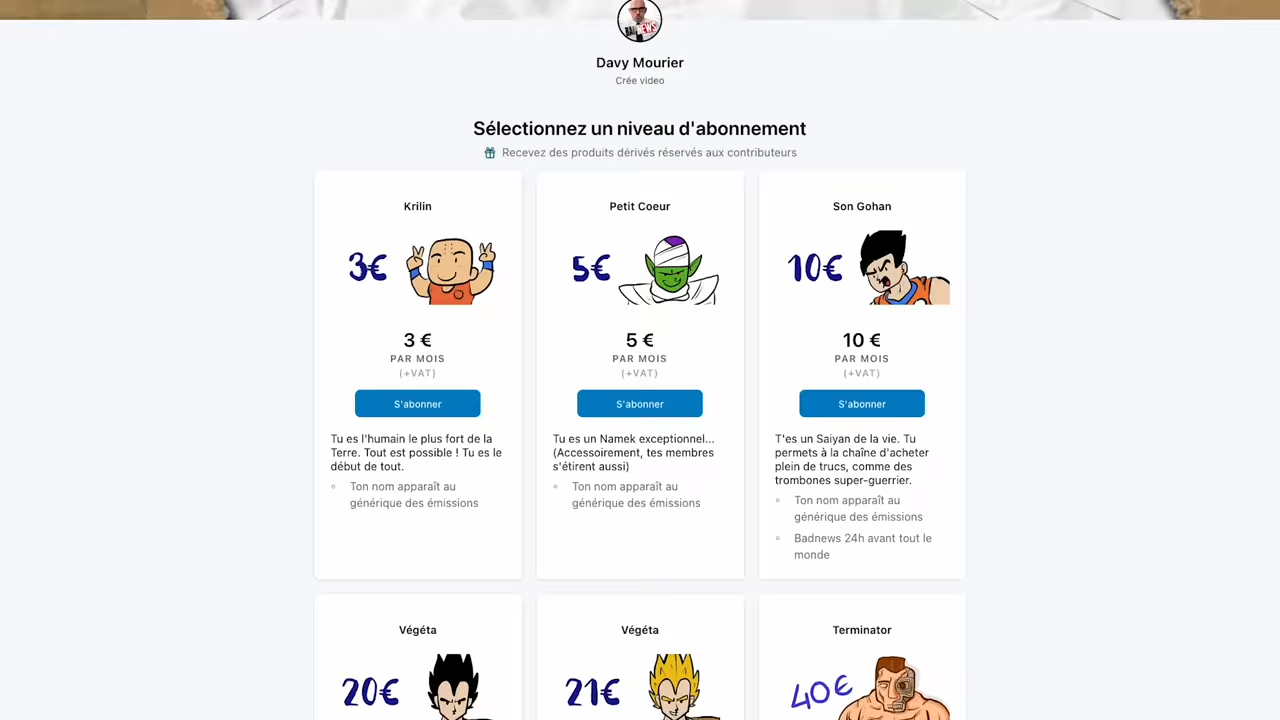 BADNEWS
Davy Mourier
Crée video
Sélectionnez un niveau d'abonnement
Recevez des produits dérivés réservés aux contributeurs
Krilin
3€
3 €
PAR MOIS
(+VAT)
S'abonner
Tu es l'humain le plus fort de la
Terre. Tout est possible ! Tu es le
début de tout.
Ton nom apparaît au
générique des émissions
Petit Coeur
5€
5 €
PAR MOIS
(+VAT)
S'abonner
Tu es un Namek exceptionnel...
(Accessoirement, tes membres
s'étirent aussi)
Ton nom apparaît au
générique des émissions
Son Gohan
10€
10 €
PAR MOIS
(+VAT)
S'abonner
T'es un Saiyan de la vie. Tu
permets à la chaîne d'acheter
plein de trucs, comme des
trombones super-guerrier.
Ton nom apparaît au
générique des émissions
Badnews 24h avant tout le
monde
Végéta
20€
Végéta
21€
Terminator
40€